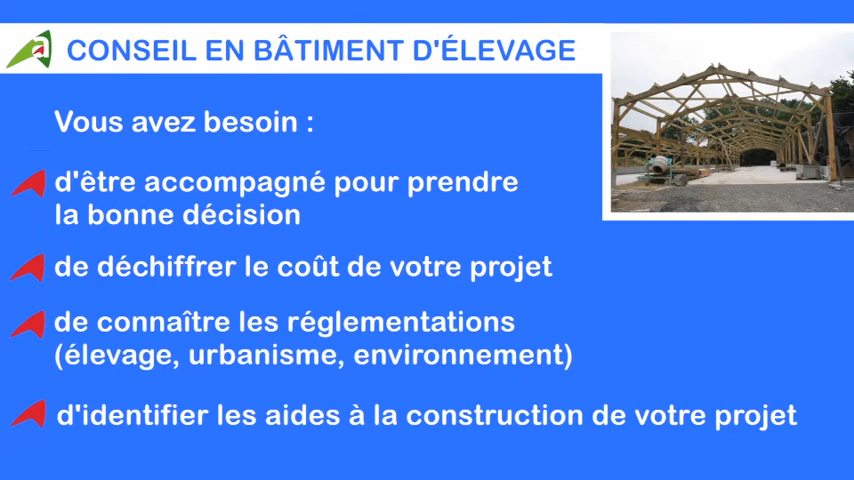 CONSEIL EN BÂTIMENT D'ÉLEVAGE
Vous avez besoin :
d'être accompagné pour prendre
la bonne décision
de déchiffrer le coût de votre projet
de connaître les réglementations
(élevage, urbanisme, environnement)
d'identifier les aides à la construction de votre projet